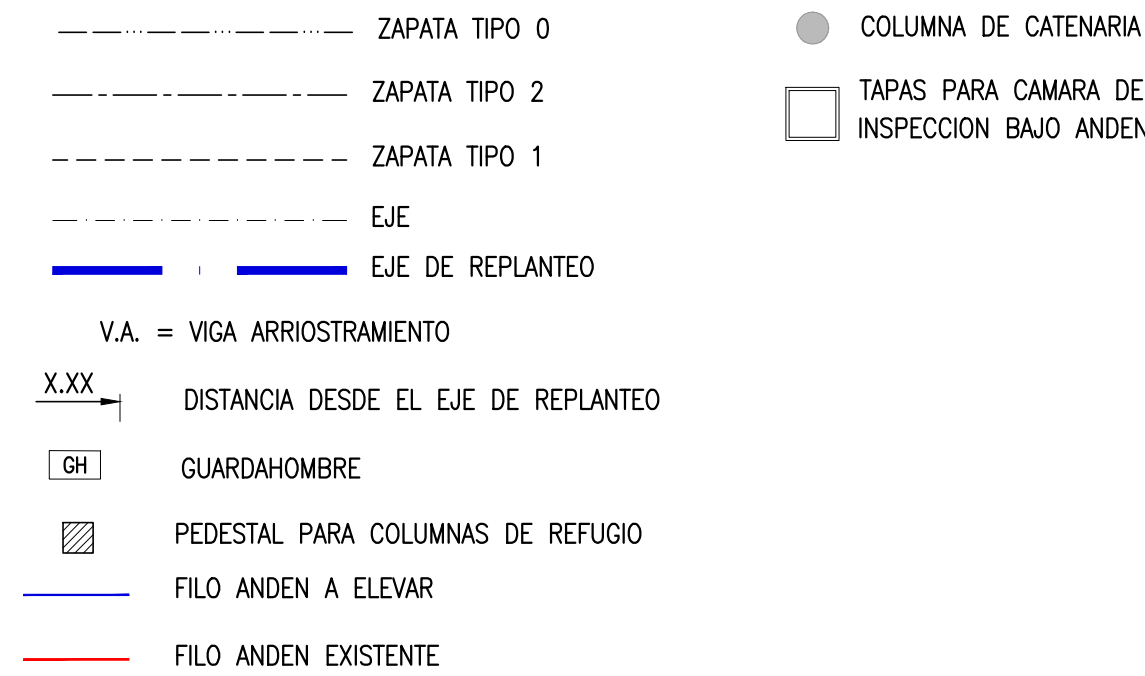 ZAPATA TIPO 0
ZAPATA TIPO 2
ZAPATA TIPO 1
EJE
EJE DE REPLANTEO
V.A. = VIGA ARRIOSTRAMIENTO
X.XX
DISTANCIA DESDE EL EJE DE REPLANTEO
GH
GUARDAHOMBRE
PEDESTAL PARA COLUMNAS DE REFUGIO
FILO ANDEN A ELEVAR
FILO ANDEN EXISTENTE
COLUMNA DE CATENARIA
TAPAS PARA CAMARA DE
INSPECCION BAJO ANDEN